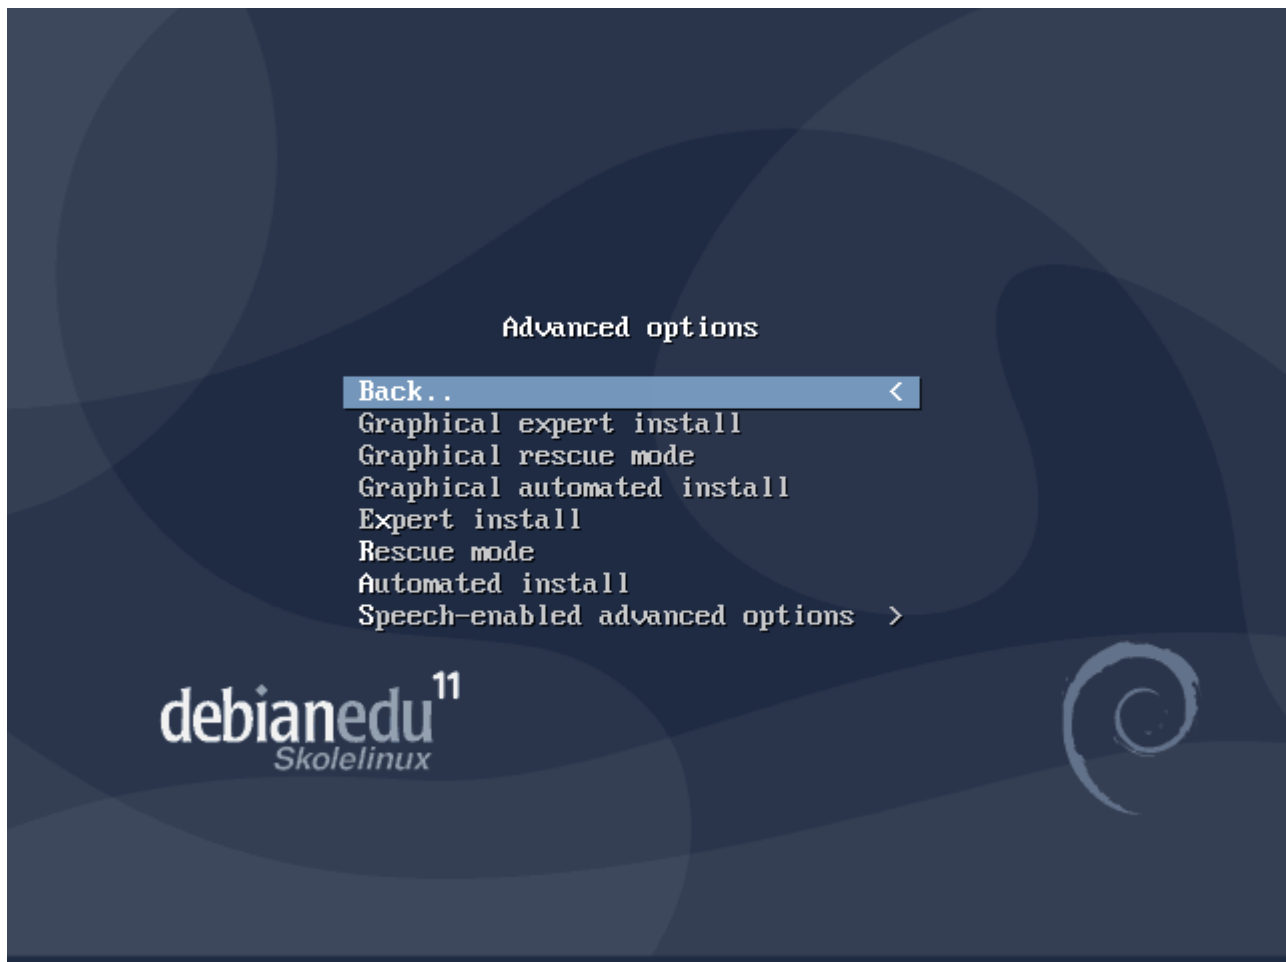 Advanced options
Back.. <
Graphical expert install
Graphical rescue mode
Graphical automated install
Expert install
Rescue mode
Automated install
Speech-enabled advanced options >
debianedu 11
Skolelinux